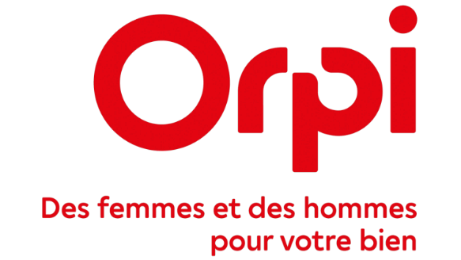 Orpi
Des femmes et des hommes
pour votre bien